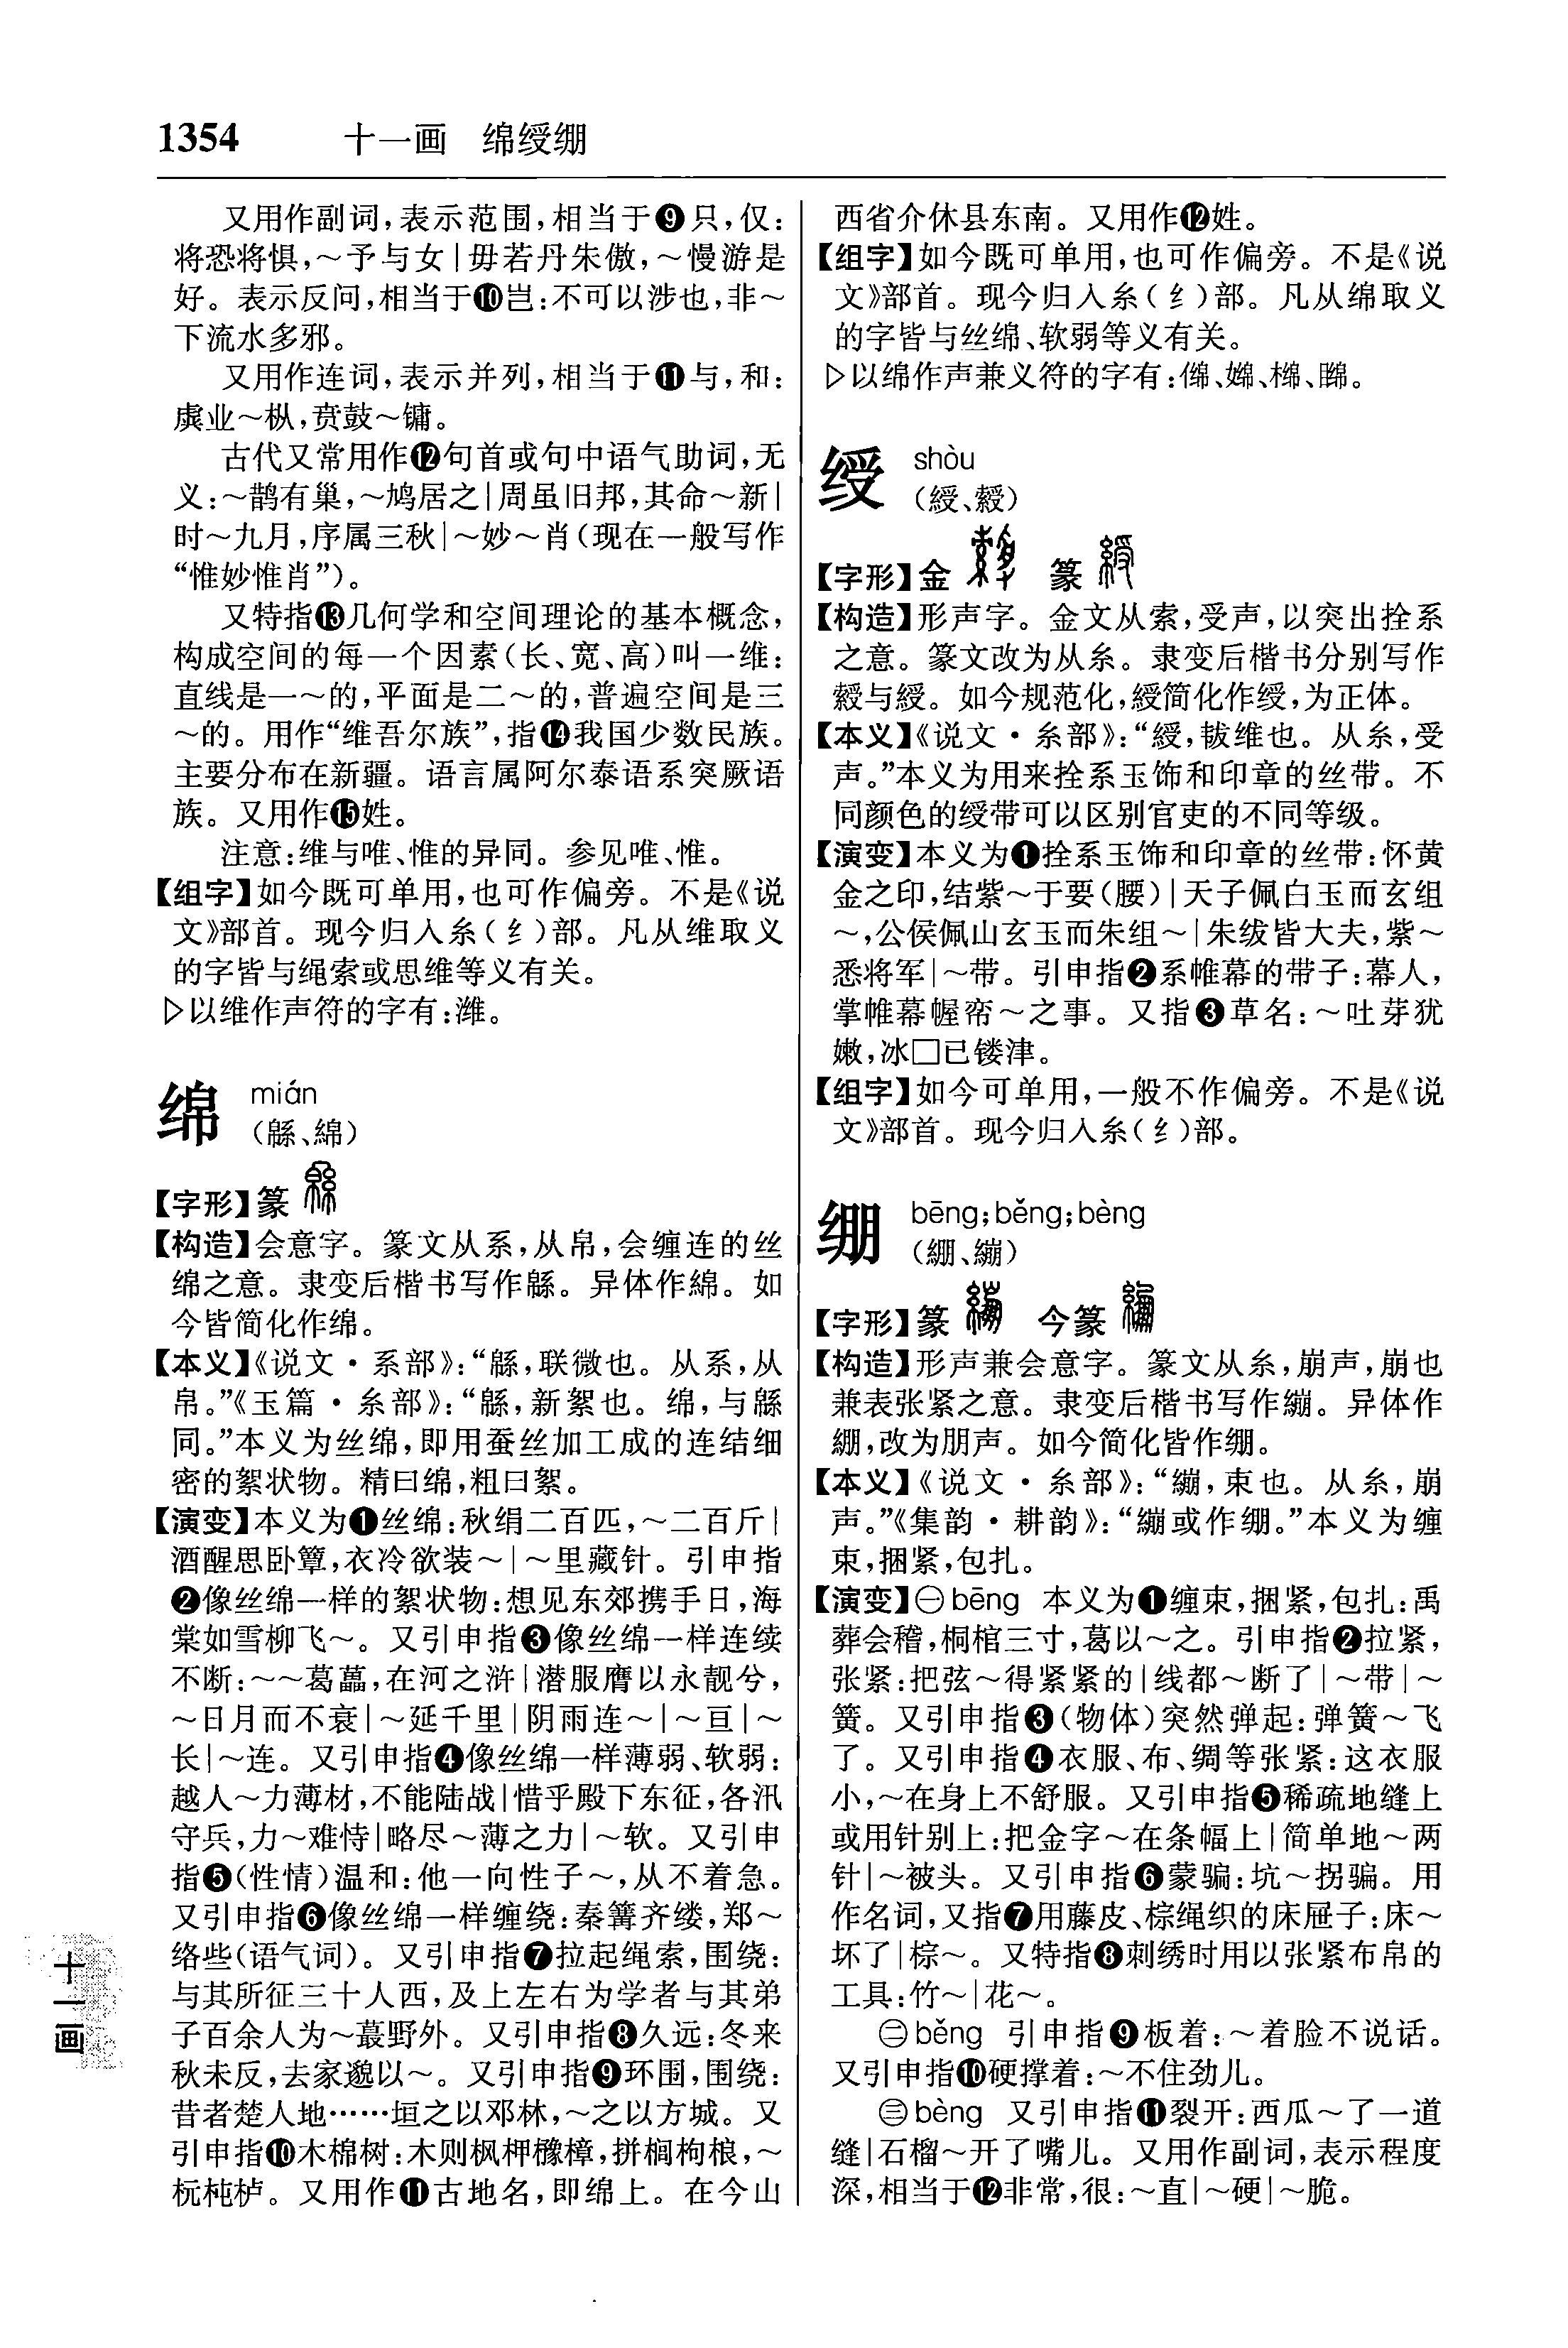 1354 十一画 绵绶绷
又用作副词,表示范围,相当于❾只,仅:
将恐将惧,～予与女|毋若丹朱傲,～慢游是
好。表示反问,相当于❿岂:不可以涉也,非～
下流水多邪。
又用作连词,表示并列,相当于⓫与,和:
虡业～枞,贲鼓～镛。
古代又常用作⓬句首或句中语气助词,无
义:～鹊有巢,～鸠居之|周虽旧邦,其命～新|
时～九月,序属三秋|～妙～肖(现在一般写作
“惟妙惟肖”)。
又特指⓭几何学和空间理论的基本概念,
构成空间的每一个因素(长、宽、高)叫一维:
直线是一～的,平面是二～的,普遍空间是三
～的。用作“维吾尔族”,指⓮我国少数民族。
主要分布在新疆。语言属阿尔泰语系突厥语
族。又用作⓯姓。
注意:维与唯、惟的异同。参见唯、惟。
【组字】如今既可单用,也可作偏旁。不是《说
文》部首。现今归入糸(纟)部。凡从维取义
的字皆与绳索或思维等义有关。
▷以维作声符的字有:潍。
绵 mián
(緜、綿)
【字形】篆
【构造】会意字。篆文从系,从帛,会缠连的丝
绵之意。隶变后楷书写作緜。异体作綿。如
今皆简化作绵。
【本义】《说文·系部》:“緜,联微也。从系,从
帛。”《玉篇·糸部》:“緜,新絮也。绵,与緜
同。”本义为丝绵,即用蚕丝加工成的连结细
密的絮状物。精曰绵,粗曰絮。
【演变】本义为❶丝绵:秋绢二百匹,～二百斤|
酒醒思卧簟,衣冷欲装～|～里藏针。引申指
❷像丝绵一样的絮状物:想见东郊携手日,海
棠如雪柳飞～。又引申指❸像丝绵一样连续
不断:～～葛藟,在河之浒|潜服膺以永靓兮,
～日月而不衰|～延千里|阴雨连～|～亘|～
长|～连。又引申指❹像丝绵一样薄弱、软弱:
越人～力薄材,不能陆战|惜乎殿下东征,各汛
守兵,力～难恃|略尽～薄之力|～软。又引申
指❺(性情)温和:他一向性子～,从不着急。
又引申指❻像丝绵一样缠绕:秦篝齐缕,郑～
络些(语气词)。又引申指❼拉起绳索,围绕:
与其所征三十人西,及上左右为学者与其弟
子百余人为～蕞野外。又引申指❽久远:冬来
秋未反,去家邈以～。又引申指❾环围,围绕:
昔者楚人地……垣之以邓林,～之以方城。又
引申指❿木棉树:木则枫柙櫲樟,栟榈枸桹,～
杬杶栌。又用作⓫古地名,即绵上。在今山
西省介休县东南。又用作⓬姓。
【组字】如今既可单用,也可作偏旁。不是《说
文》部首。现今归入糸(纟)部。凡从绵取义
的字皆与丝绵、软弱等义有关。
▷以绵作声兼义符的字有:
绶 shòu
(綬、䋛)
【字形】金 篆
【构造】形声字。金文从索,受声,以突出拴系
之意。篆文改为从糸。隶变后楷书分别写作
与綬。如今规范化,綬简化作绶,为正体。
【本义】《说文·糸部》:“綬,韨维也。从糸,受
声。”本义为用来拴系玉饰和印章的丝带。不
同颜色的绶带可以区别官吏的不同等级。
【演变】本义为❶拴系玉饰和印章的丝带:怀黄
金之印,结紫～于要(腰)|天子佩白玉而玄组
～,公侯佩山玄玉而朱组～|朱绂皆大夫,紫～
悉将军|～带。引申指❷系帷幕的带子:幕人,
掌帷幕幄帟～之事。又指❸草名:～吐芽犹
嫩,冰□已镂津。
【组字】如今可单用,一般不作偏旁。不是《说
文》部首。现今归入糸(纟)部。
绷 bēng;běng;bèng
(綳、繃)
【字形】篆 今篆
【构造】形声兼会意字。篆文从糸,崩声,崩也
兼表张紧之意。隶变后楷书写作繃。异体作
綳,改为朋声。如今简化皆作绷。
【本义】《说文·糸部》:“繃,束也。从糸,崩
声。”《集韵·耕韵》:“繃或作绷。”本义为缠
束,捆紧,包扎。
【演变】㊀bēng 本义为❶缠束,捆紧,包扎:禹
葬会稽,桐棺三寸,葛以～之。引申指❷拉紧,
张紧:把弦～得紧紧的|线都～断了|～带|～
簧。又引申指❸(物体)突然弹起:弹簧～飞
了。又引申指❹衣服、布、绸等张紧:这衣服
小,～在身上不舒服。又引申指❺稀疏地缝上
或用针别上:把金字～在条幅上|简单地～两
针|～被头。又引申指❻蒙骗:坑～拐骗。用
作名词,又指❼用藤皮、棕绳织的床屉子:床～
坏了|棕～。又特指❽刺绣时用以张紧布帛的
工具:竹～|花～。
㊁běng 引申指❾板着:～着脸不说话。
又引申指❿硬撑着:～不住劲儿。
㊂bèng 又引申指⓫裂开:西瓜～了一道
缝|石榴～开了嘴儿。又用作副词,表示程度
深,相当于⓬非常,很:～直|～硬|～脆。
十一画